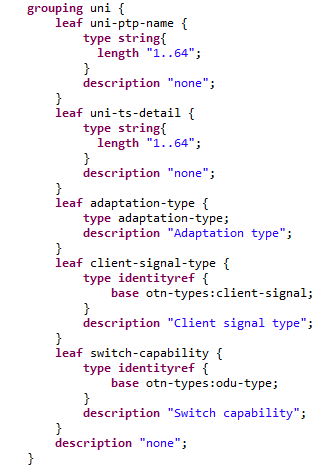 grouping uni {
leaf uni-ptp-name {
type string{
length "1..64";
}
description "none";
}
leaf uni-ts-detail {
type string{
length "1..64";
}
description "none";
}
leaf adaptation-type {
type adaptation-type;
description "Adaptation type";
}
leaf client-signal-type {
type identityref {
base otn-types:client-signal;
}
description "Client signal type";
}
leaf switch-capability {
type identityref {
base otn-types:odu-type;
}
description "Switch capability";
}
description "none";
}